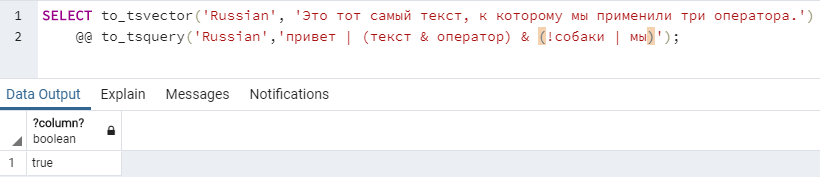 1 SELECT to_tsvector('Russian', 'Это тот самый текст, к которому мы применили три оператора.')
2 @@ to_tsquery('Russian','привет | (текст & оператор) & (!собаки | мы)');
Data Output Explain Messages Notifications
?column?
boolean
1 true